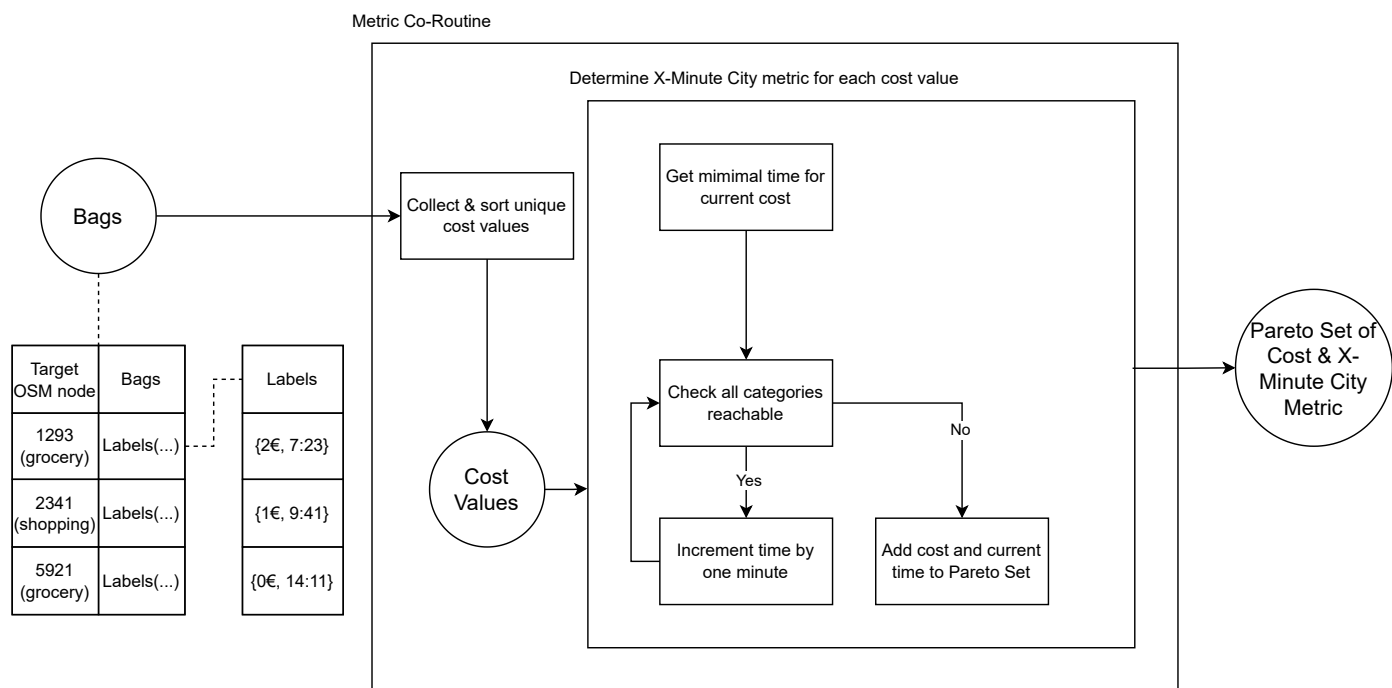 Metric Co-Routine
Determine X-Minute City metric for each cost value
Bags
Collect & sort unique
cost values
Get mimimal time for
current cost
Target
OSM node
Bags
Labels
1293
(grocery)
Labels(...)
{2€, 7:23}
2341
(shopping)
Labels(...)
{1€, 9:41}
5921
(grocery)
Labels(...)
{0€, 14:11}
Cost
Values
Check all categories
reachable
No
Yes
Increment time by
one minute
Add cost and current
time to Pareto Set
Pareto Set of
Cost & X-
Minute City
Metric